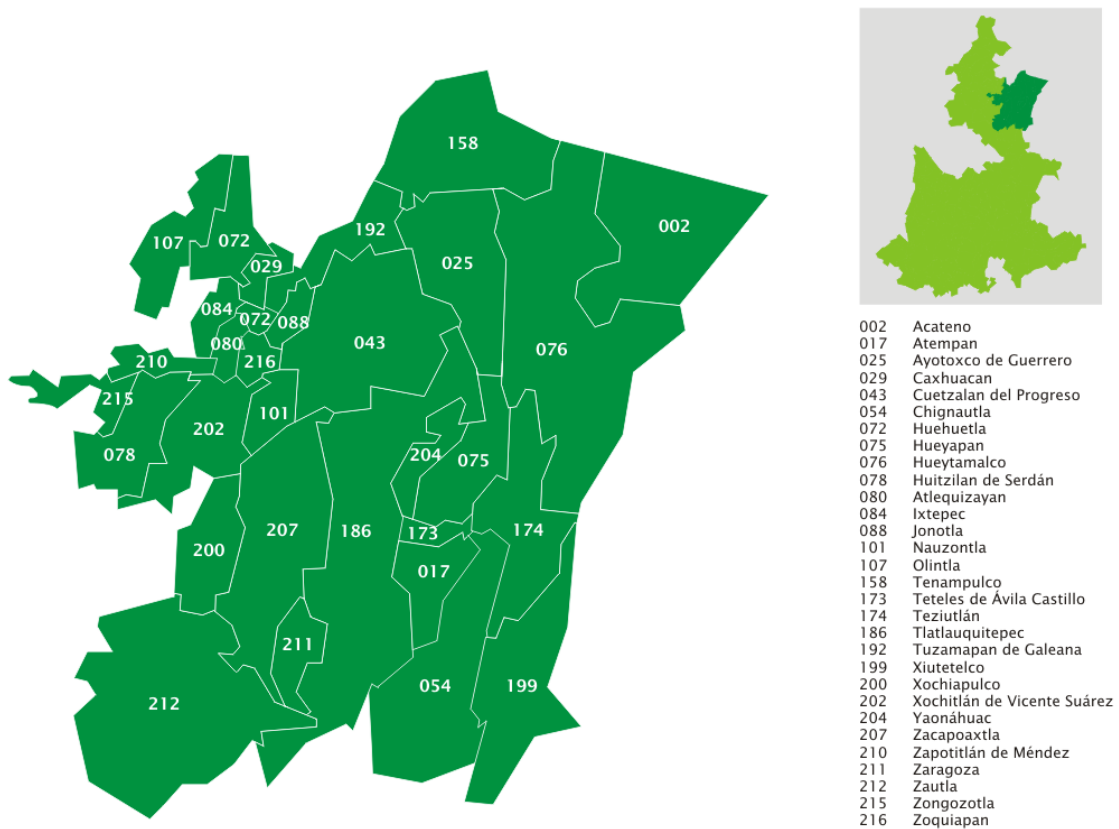 158
002
192
107
072
025
029
084
072
088
080
043
076
210
216
215
101
202
078
204
075
207
186
173
174
200
017
211
054
199
212
002 Acateno
017 Atempan
025 Ayotoxco de Guerrero
029 Caxhuacan
043 Cuetzalan del Progreso
054 Chignautla
072 Huehuetla
075 Hueyapan
076 Hueytamalco
078 Huitzilan de Serdán
080 Atlequizayan
084 Ixtepec
088 Jonotla
101 Nauzontla
107 Olintla
158 Tenampulco
173 Teteles de Ávila Castillo
174 Teziutlán
186 Tlatlauquitepec
192 Tuzamapan de Galeana
199 Xiutetelco
200 Xochiapulco
202 Xochitlán de Vicente Suárez
204 Yaonáhuac
207 Zacapoaxtla
210 Zapotitlán de Méndez
211 Zaragoza
212 Zautla
215 Zongozotla
216 Zoquiapan